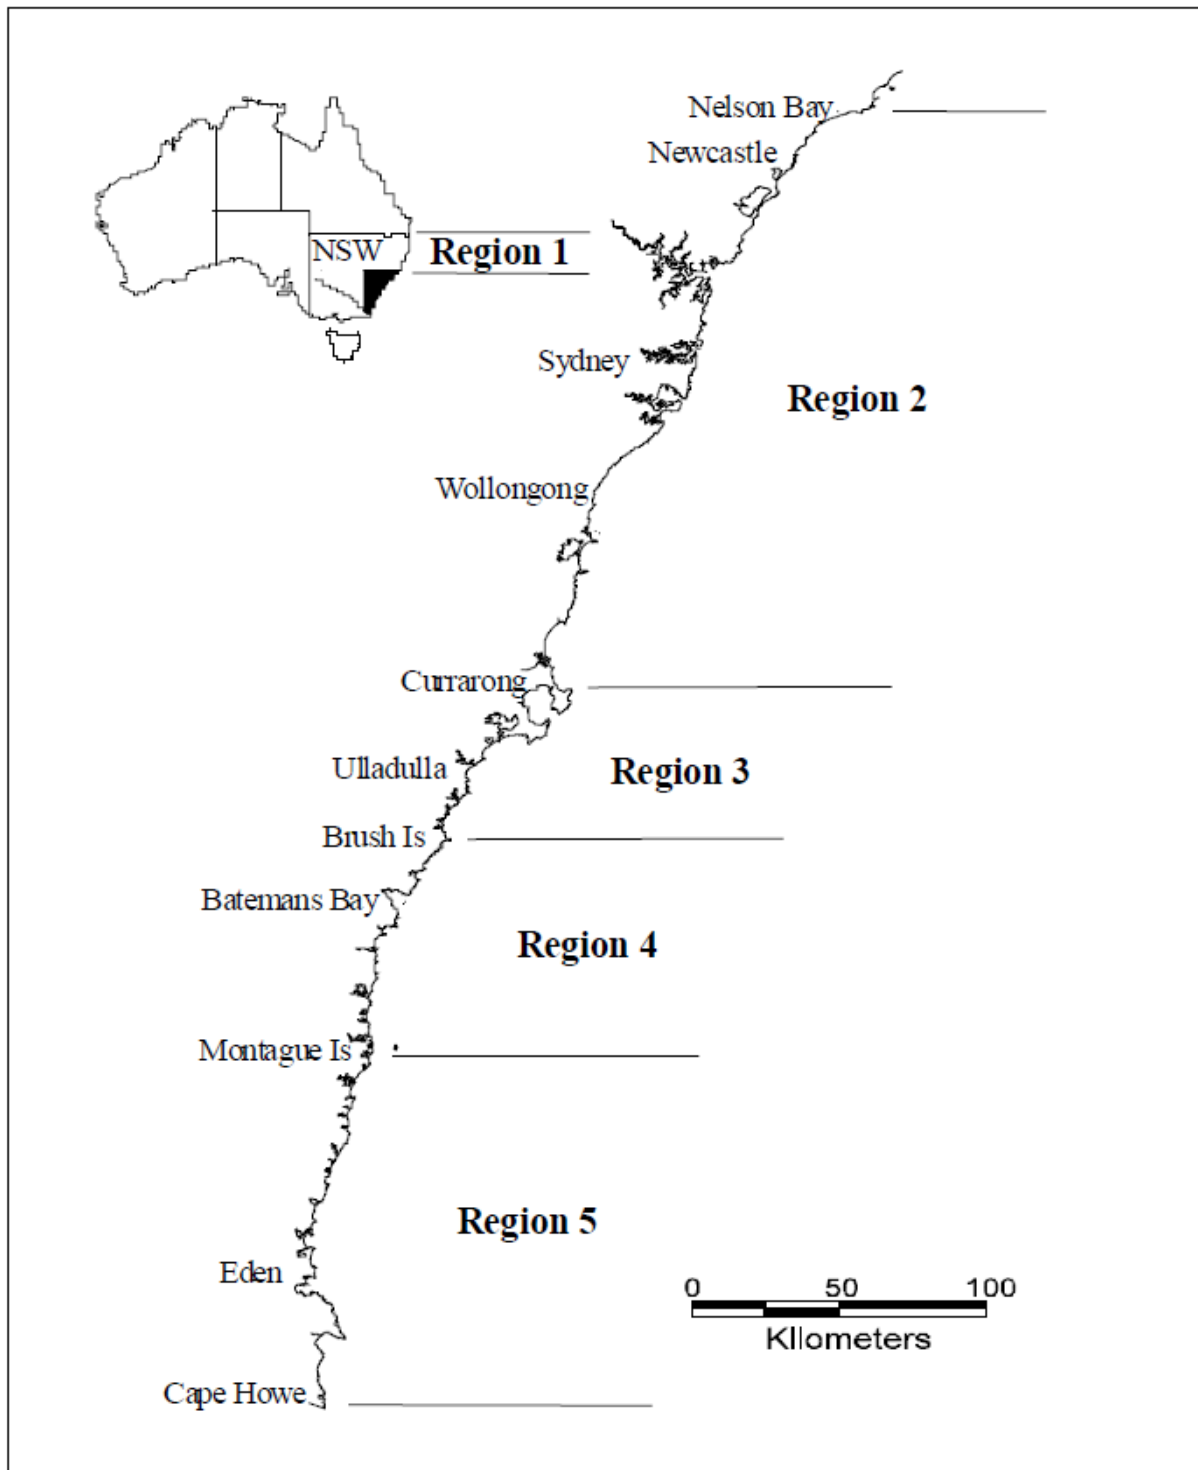 Nelson Bay
Newcastle
NSW
Region 1
Sydney
Region 2
Wollongong
Currarong
Ulladulla
Region 3
Brush Is
Batemans Bay
Region 4
Montague Is
Region 5
Eden
0 50 100
KIlometers
Cape Howe